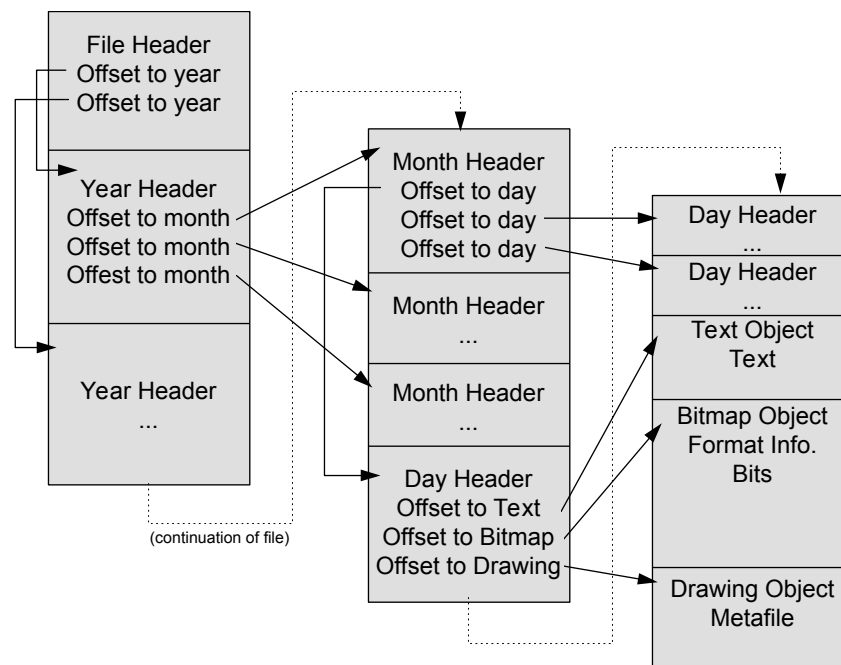 File Header
Offset to year
Offset to year
Year Header
Offset to month
Offset to month
Offest to month
Year Header
...
(continuation of file)
Month Header
Offset to day
Offset to day
Offset to day
Month Header
...
Month Header
...
Day Header
Offset to Text
Offset to Bitmap
Offset to Drawing
Day Header
...
Day Header
...
Text Object
Text
Bitmap Object
Format Info.
Bits
Drawing Object
Metafile